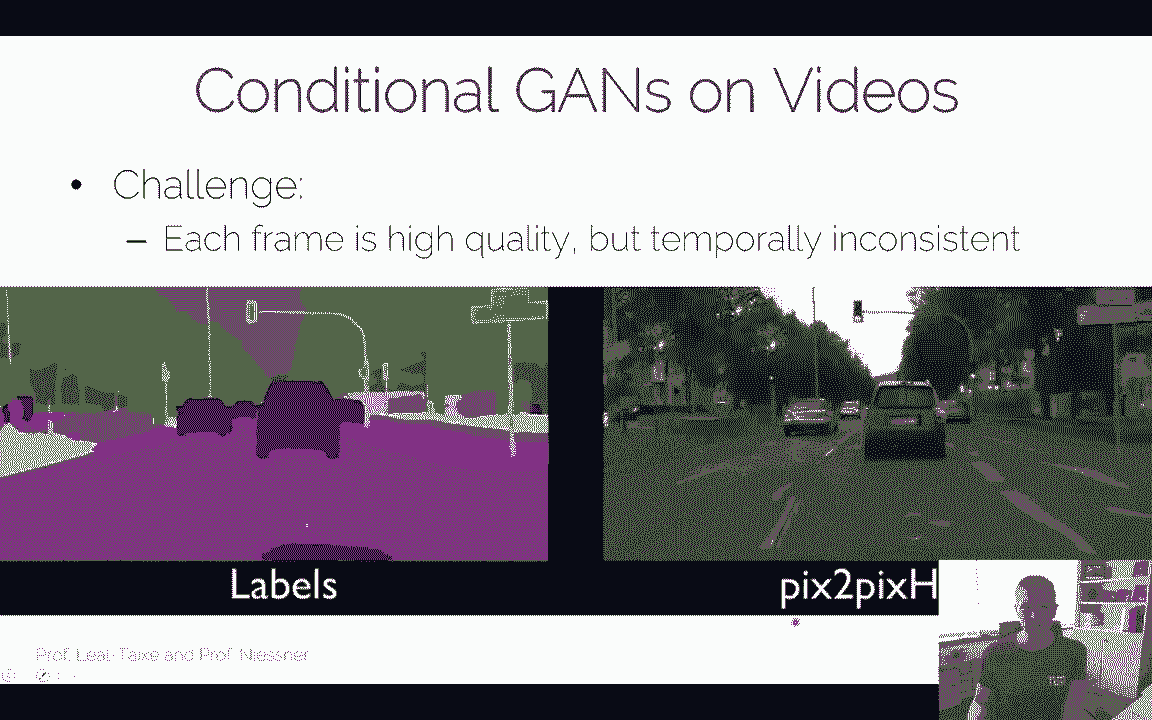 Conditional GANs on Videos
• Challenge:
– Each frame is high quality, but temporally inconsistent
Labels
pix2pixH
Prof. Leal-Taixe and Prof. Niessner